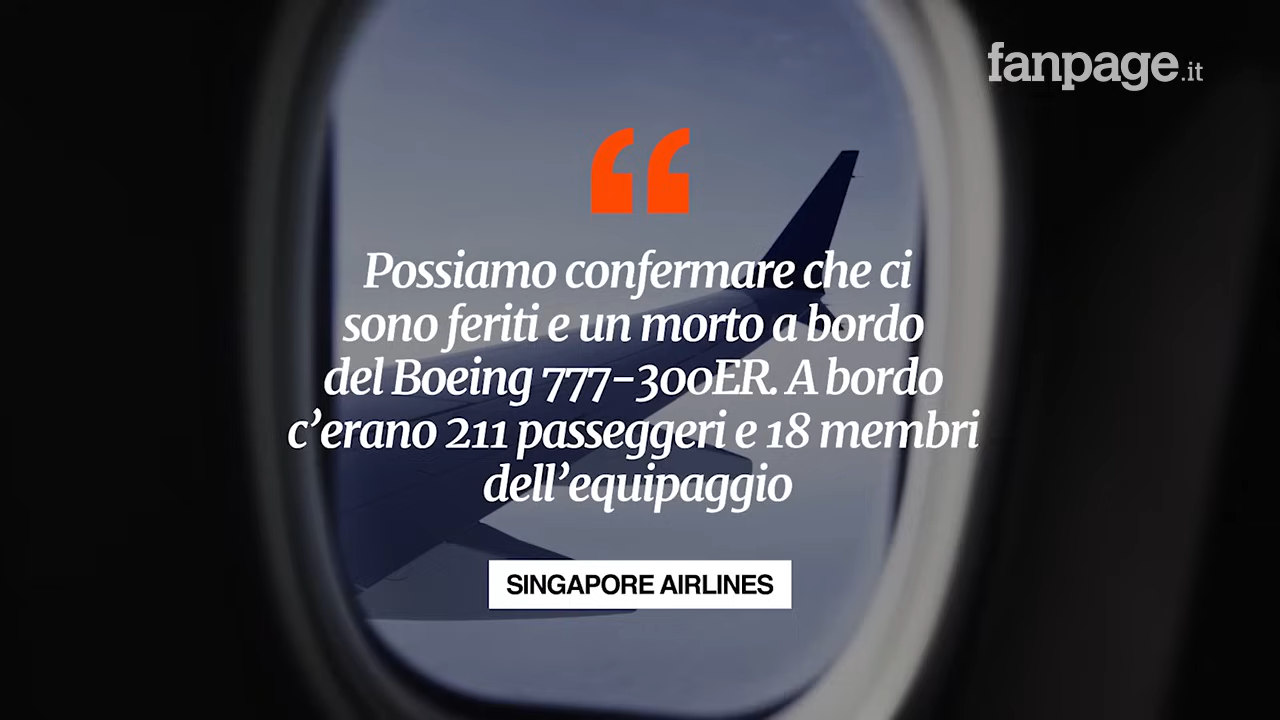 fanpage.it
Possiamo confermare che ci
sono feriti e un morto a bordo
del Boeing 777-300ER. A bordo
c’erano 211 passeggeri e 18 membri
dell’equipaggio
SINGAPORE AIRLINES